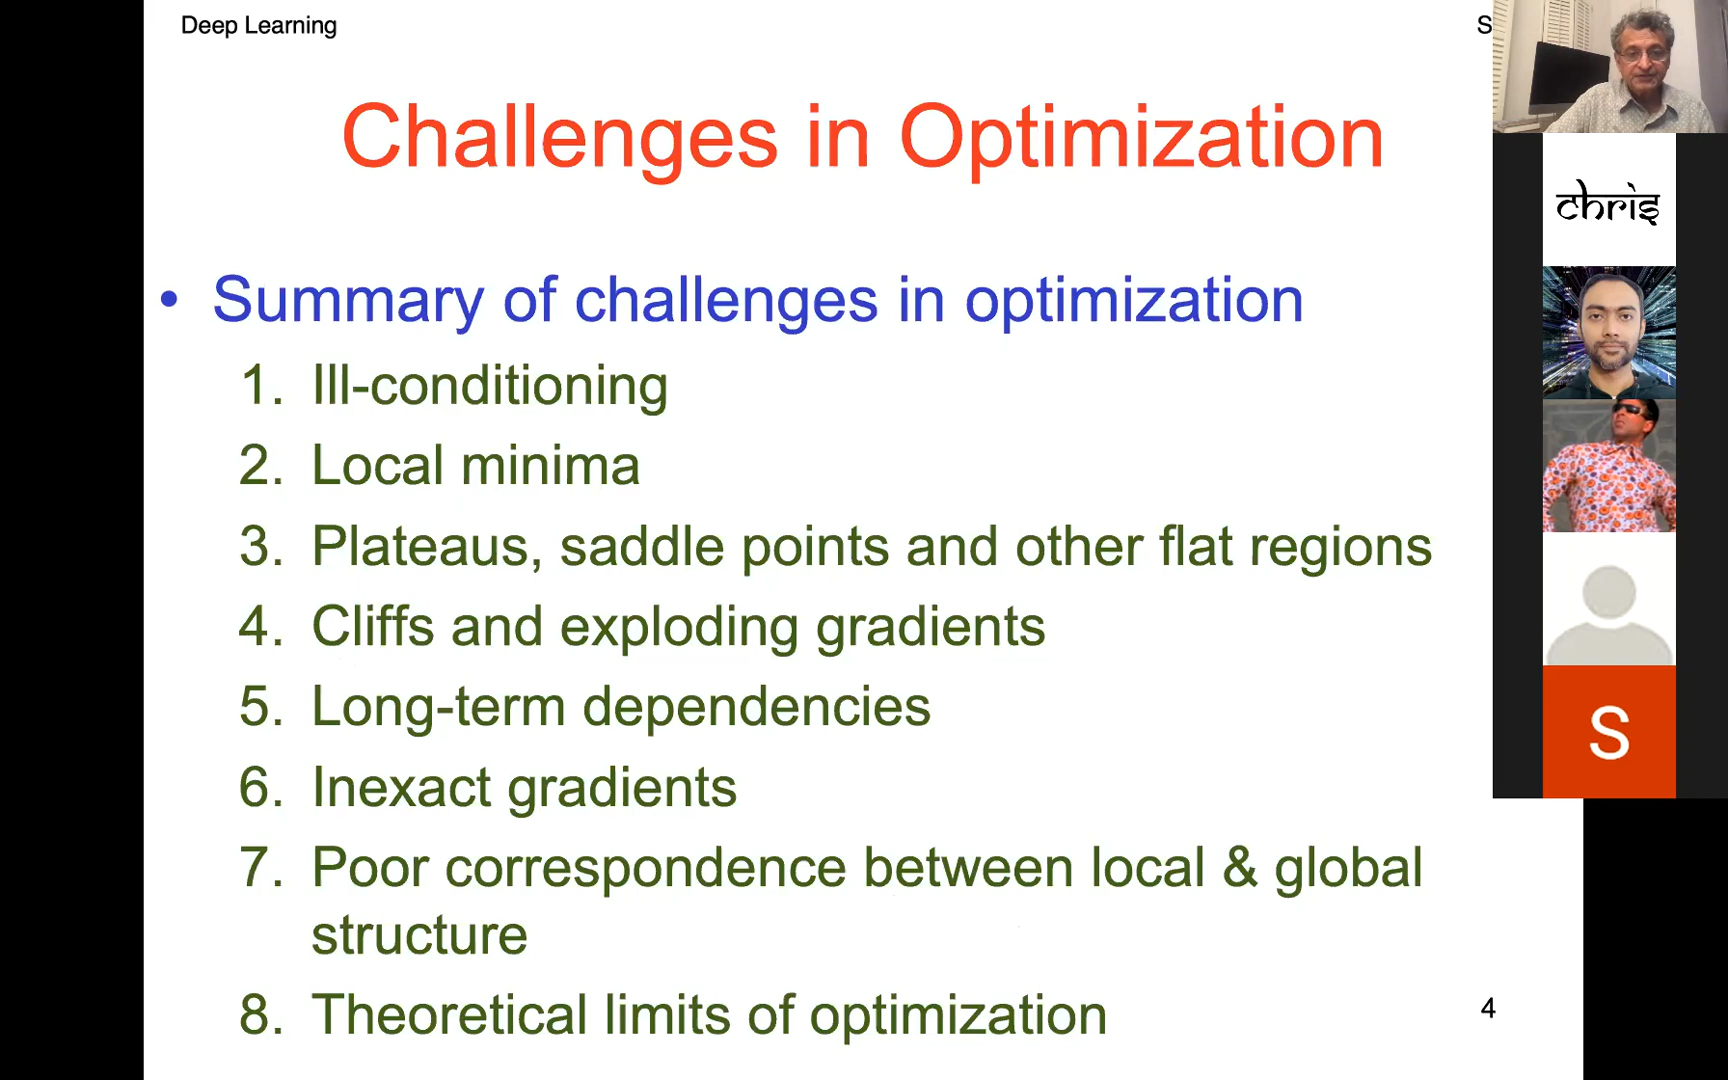 Deep Learning
S
Challenges in Optimization
chris
• Summary of challenges in optimization
1. Ill-conditioning
2. Local minima
3. Plateaus, saddle points and other flat regions
4. Cliffs and exploding gradients
5. Long-term dependencies
S
6. Inexact gradients
7. Poor correspondence between local & global
structure
8. Theoretical limits of optimization
4